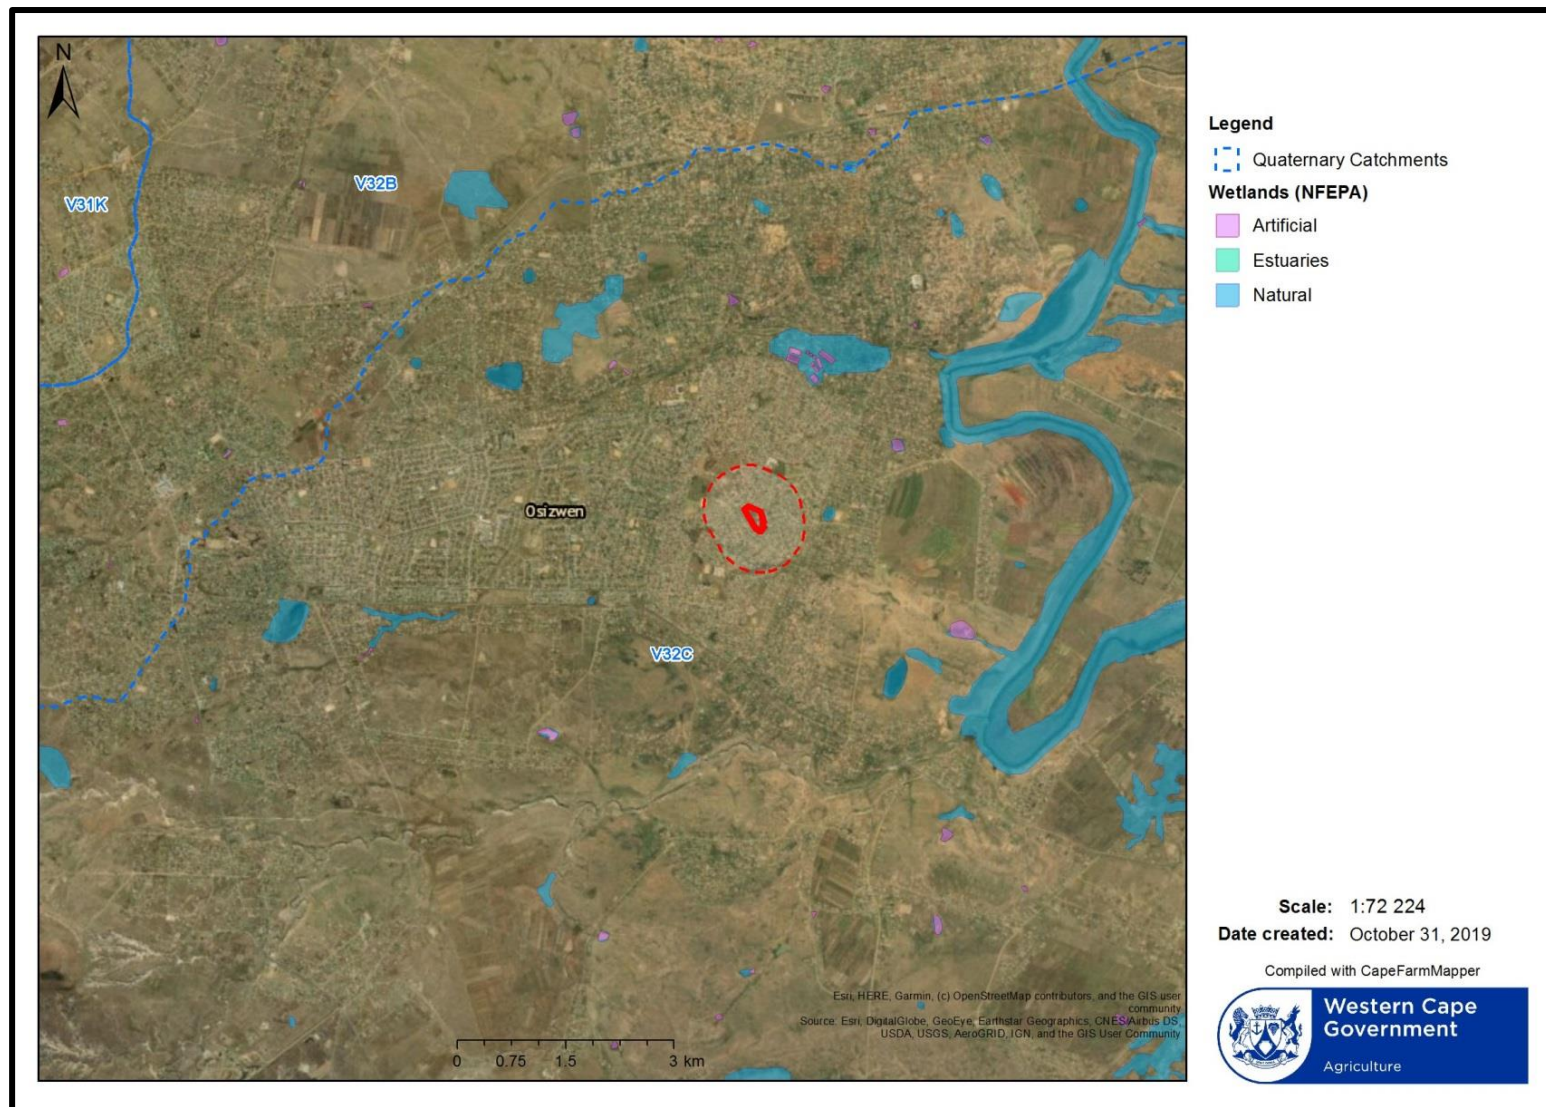 N
V32B
V31K
Osizwen
V32C
Esri, HERE, Garmin, (c) OpenStreetMap contributors, and the GIS user
community
Source: Esri, DigitalGlobe, GeoEye, Earthstar Geographics, CNES/Airbus DS,
USDA, USGS, AeroGRID, IGN, and the GIS User Community
0 0.75 1.5 3 km
Legend
Quaternary Catchments
Wetlands (NFEPA)
Artificial
Estuaries
Natural
Scale: 1:72 224
Date created: October 31, 2019
Compiled with CapeFarmMapper
Western Cape
Government
Agriculture